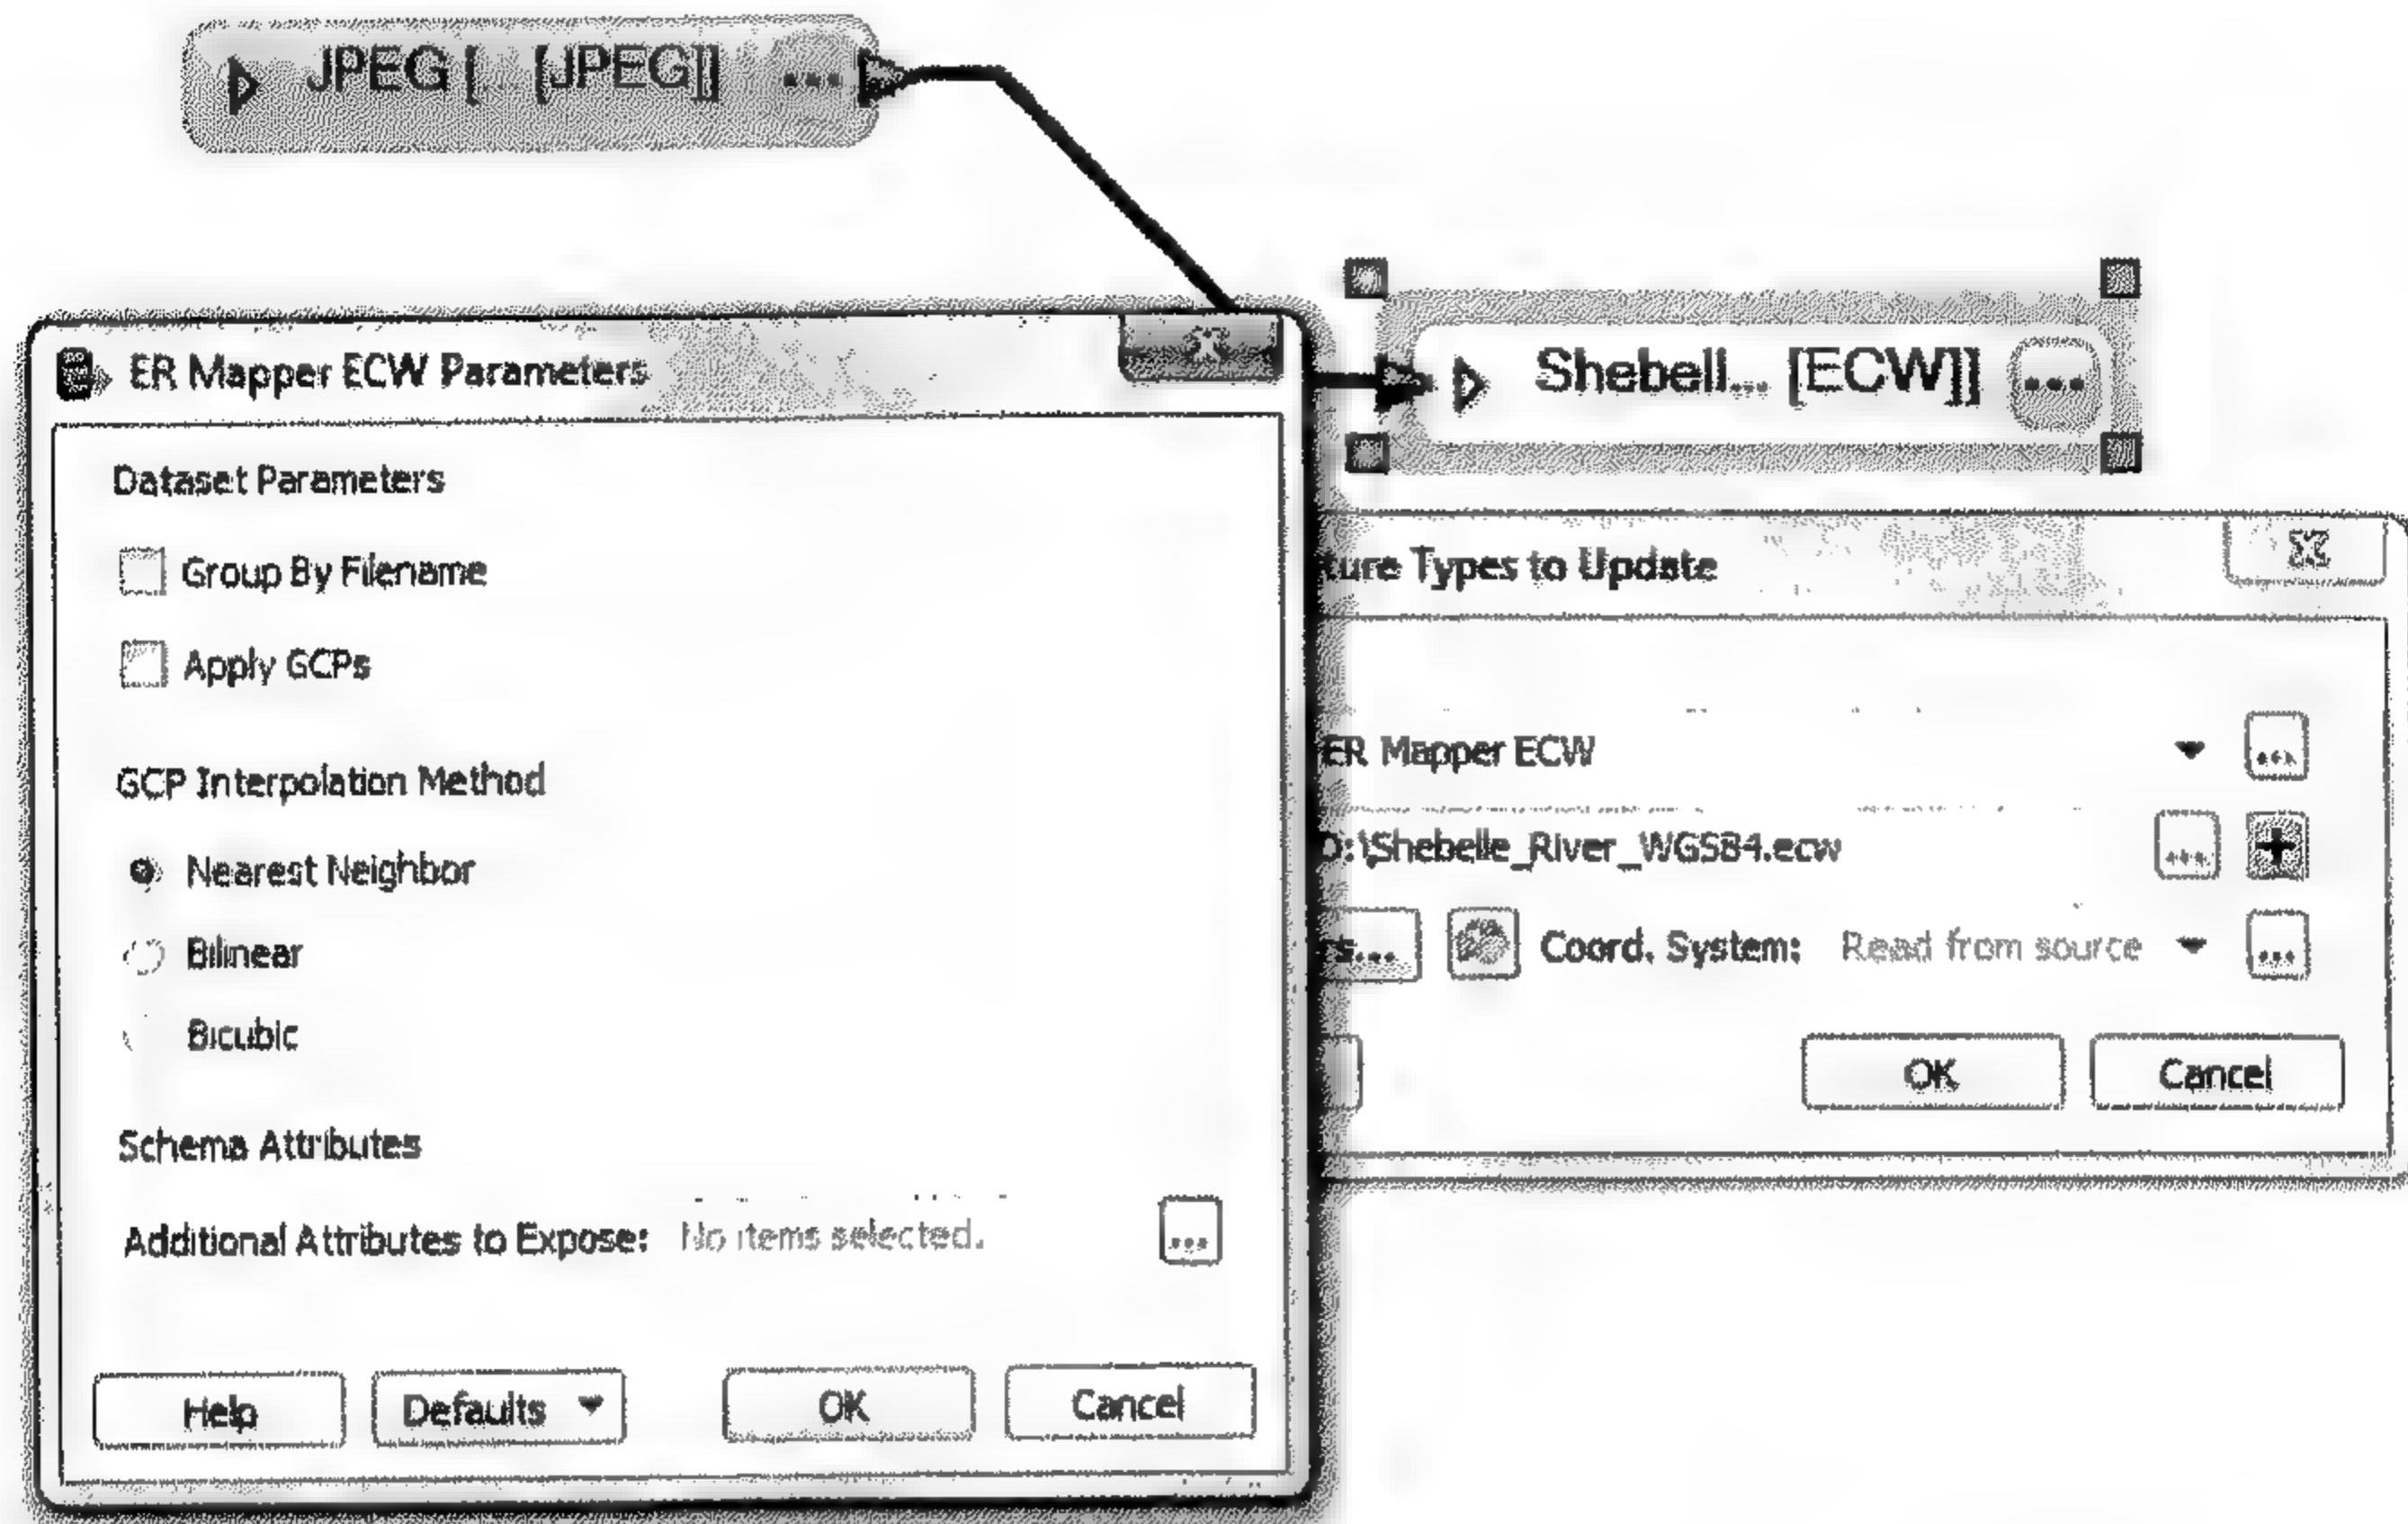 JPEG [... [JPEG]] ...
Shebell... [ECW]] ...
ER Mapper ECW Parameters
Dataset Parameters
Group By Filename
Apply GCPs
GCP Interpolation Method
Nearest Neighbor
Bilinear
Bicubic
Schema Attributes
Additional Attributes to Expose: No items selected. ...
Help Defaults OK Cancel
ture Types to Update
ER Mapper ECW ...
D:\Shebelle_River_WGS84.ecw ... +
rs... Coord. System: Read from source ...
OK Cancel